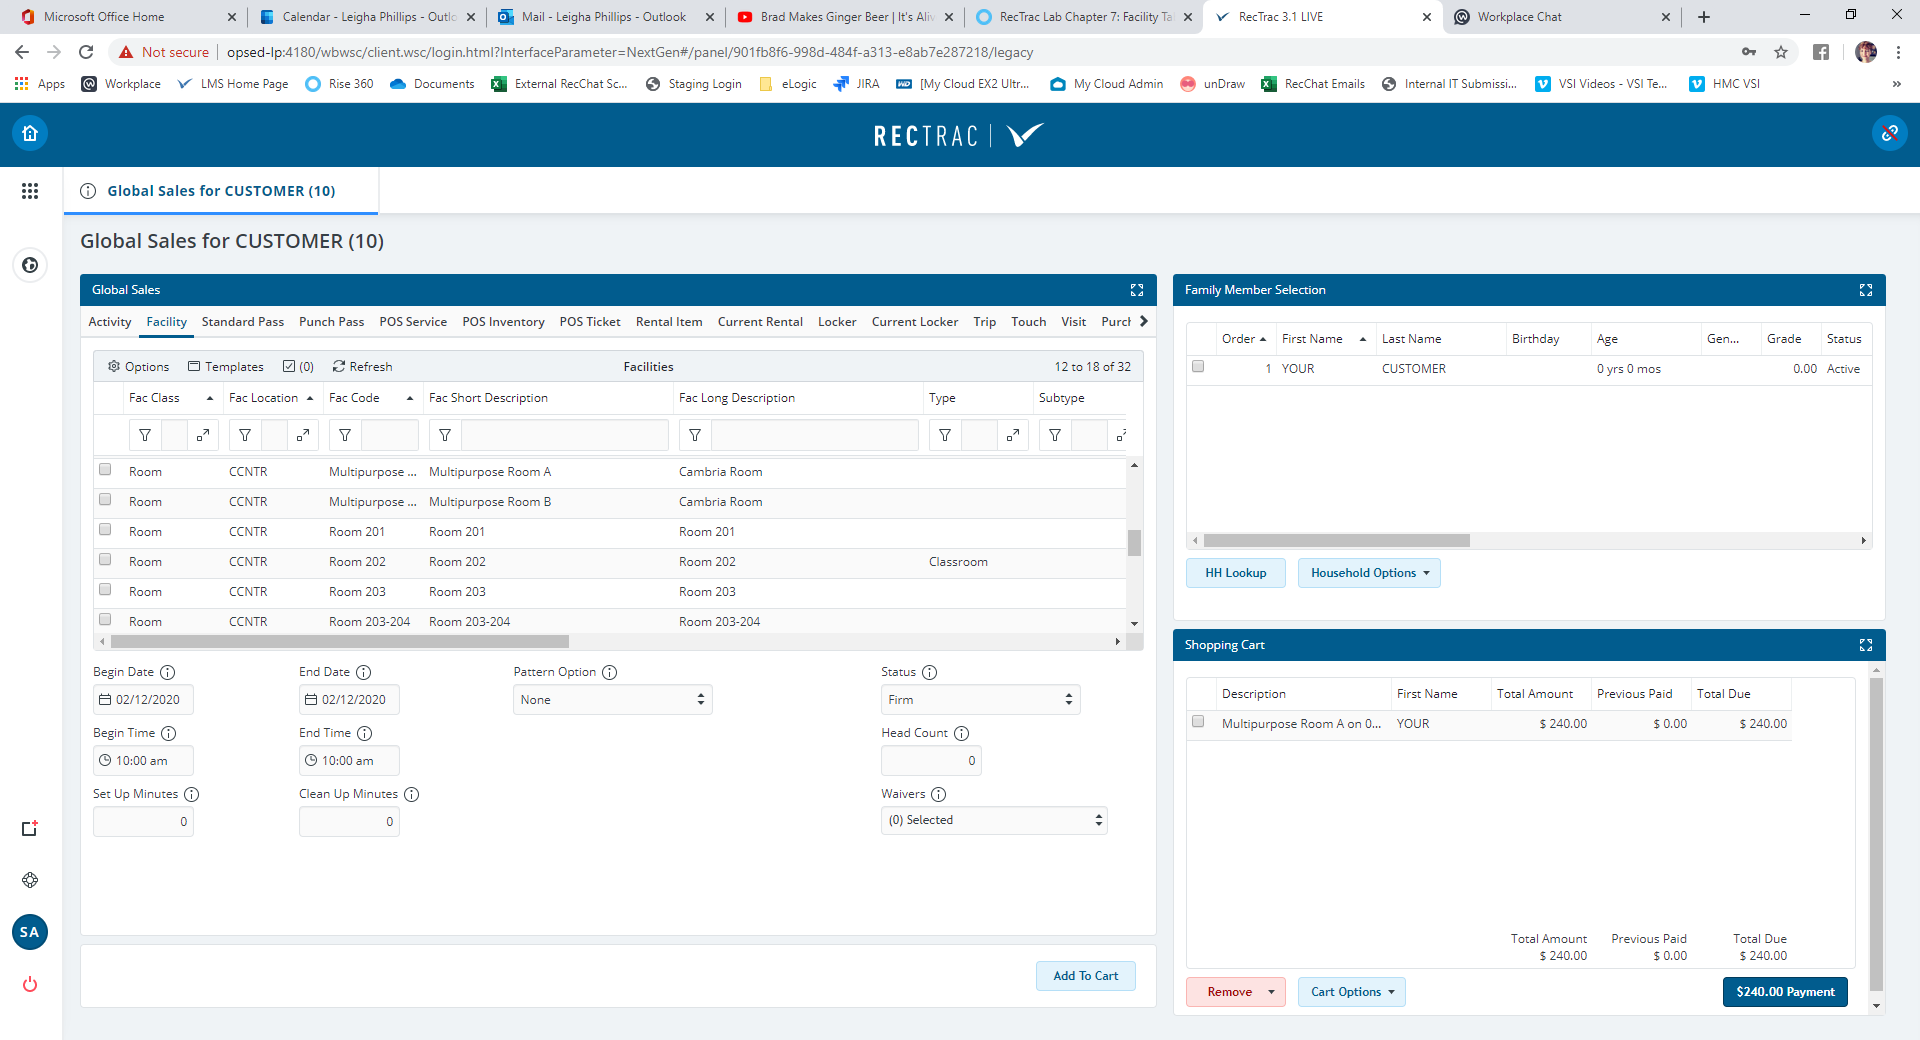 Microsoft Office Home
Calendar - Leigha Phillips - Outlo
Mail - Leigha Phillips - Outlook
Brad Makes Ginger Beer | It's Aliv
RecTrac Lab Chapter 7: Facility Ta
RecTrac 3.1 LIVE
Workplace Chat
Not secure
opsed-lp:4180/wbwsc/client.wsc/login.html?InterfaceParameter=NextGen#/panel/901fb8f6-998d-484f-a313-e8ab7e287218/legacy
Apps
Workplace
LMS Home Page
Rise 360
Documents
External RecChat Sc...
Staging Login
eLogic
JIRA
[My Cloud EX2 Ultr...
My Cloud Admin
unDraw
RecChat Emails
Internal IT Submissi...
VSI Videos - VSI Te...
HMC VSI
RECTRAC
Global Sales for CUSTOMER (10)
Global Sales for CUSTOMER (10)
Global Sales
Activity Facility Standard Pass Punch Pass POS Service POS Inventory POS Ticket Rental Item Current Rental Locker Current Locker Trip Touch Visit Purch
Options Templates (0) Refresh Facilities 12 to 18 of 32
Fac Class Fac Location Fac Code Fac Short Description Fac Long Description Type Subtype
Room CCNTR Multipurpose ... Multipurpose Room A Cambria Room
Room CCNTR Multipurpose ... Multipurpose Room B Cambria Room
Room CCNTR Room 201 Room 201 Room 201
Room CCNTR Room 202 Room 202 Room 202 Classroom
Room CCNTR Room 203 Room 203 Room 203
Room CCNTR Room 203-204 Room 203-204 Room 203-204
Begin Date End Date Pattern Option Status
02/12/2020 02/12/2020 None Firm
Begin Time End Time Head Count
10:00 am 10:00 am 0
Set Up Minutes Clean Up Minutes Waivers
0 0 (0) Selected
Add To Cart
SA
Family Member Selection
Order First Name Last Name Birthday Age Gen... Grade Status
1 YOUR CUSTOMER 0 yrs 0 mos 0.00 Active
HH Lookup Household Options
Shopping Cart
Description First Name Total Amount Previous Paid Total Due
Multipurpose Room A on 0... YOUR $ 240.00 $ 0.00 $ 240.00
Total Amount Previous Paid Total Due
$ 240.00 $ 0.00 $ 240.00
Remove Cart Options $240.00 Payment